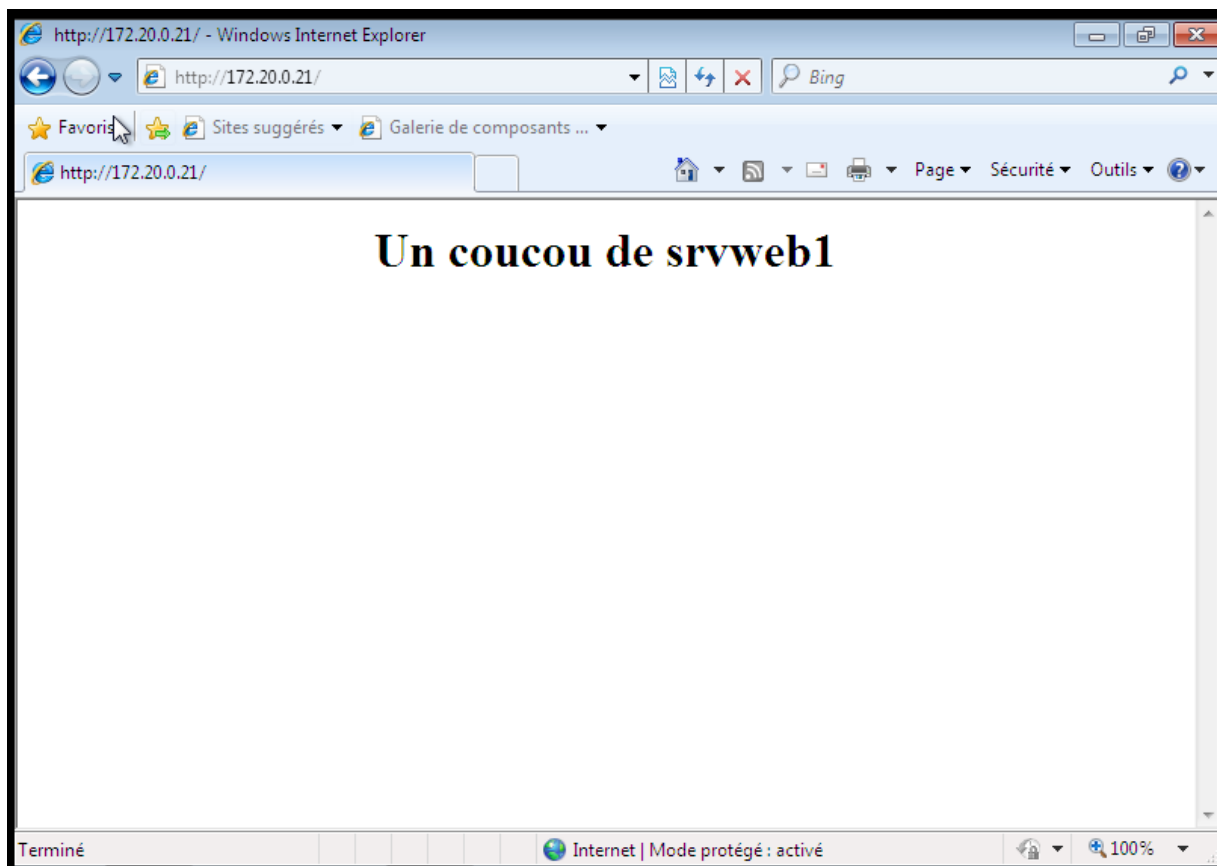 http://172.20.0.21/ - Windows Internet Explorer
http://172.20.0.21/ Bing
Favoris Sites suggérés Galerie de composants ...
http://172.20.0.21/ Page Sécurité Outils
Un coucou de srvweb1
Terminé Internet | Mode protégé : activé 100%